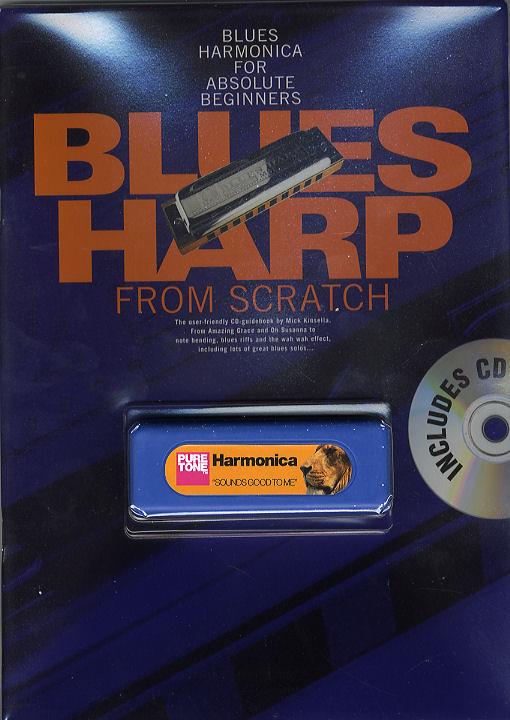 BLUES
HARMONICA
FOR
ABSOLUTE
BEGINNERS
BLUES
HARP
FROM SCRATCH
The user-friendly CD-guidebook by Mick Kinsella.
From Amazing Grace and Oh Susanna to
note bending, blues riffs and the wah wah effect,
including lots of great blues solos...
INCLUDES CD
PURE
TONE™
Harmonica
"SOUNDS GOOD TO ME"